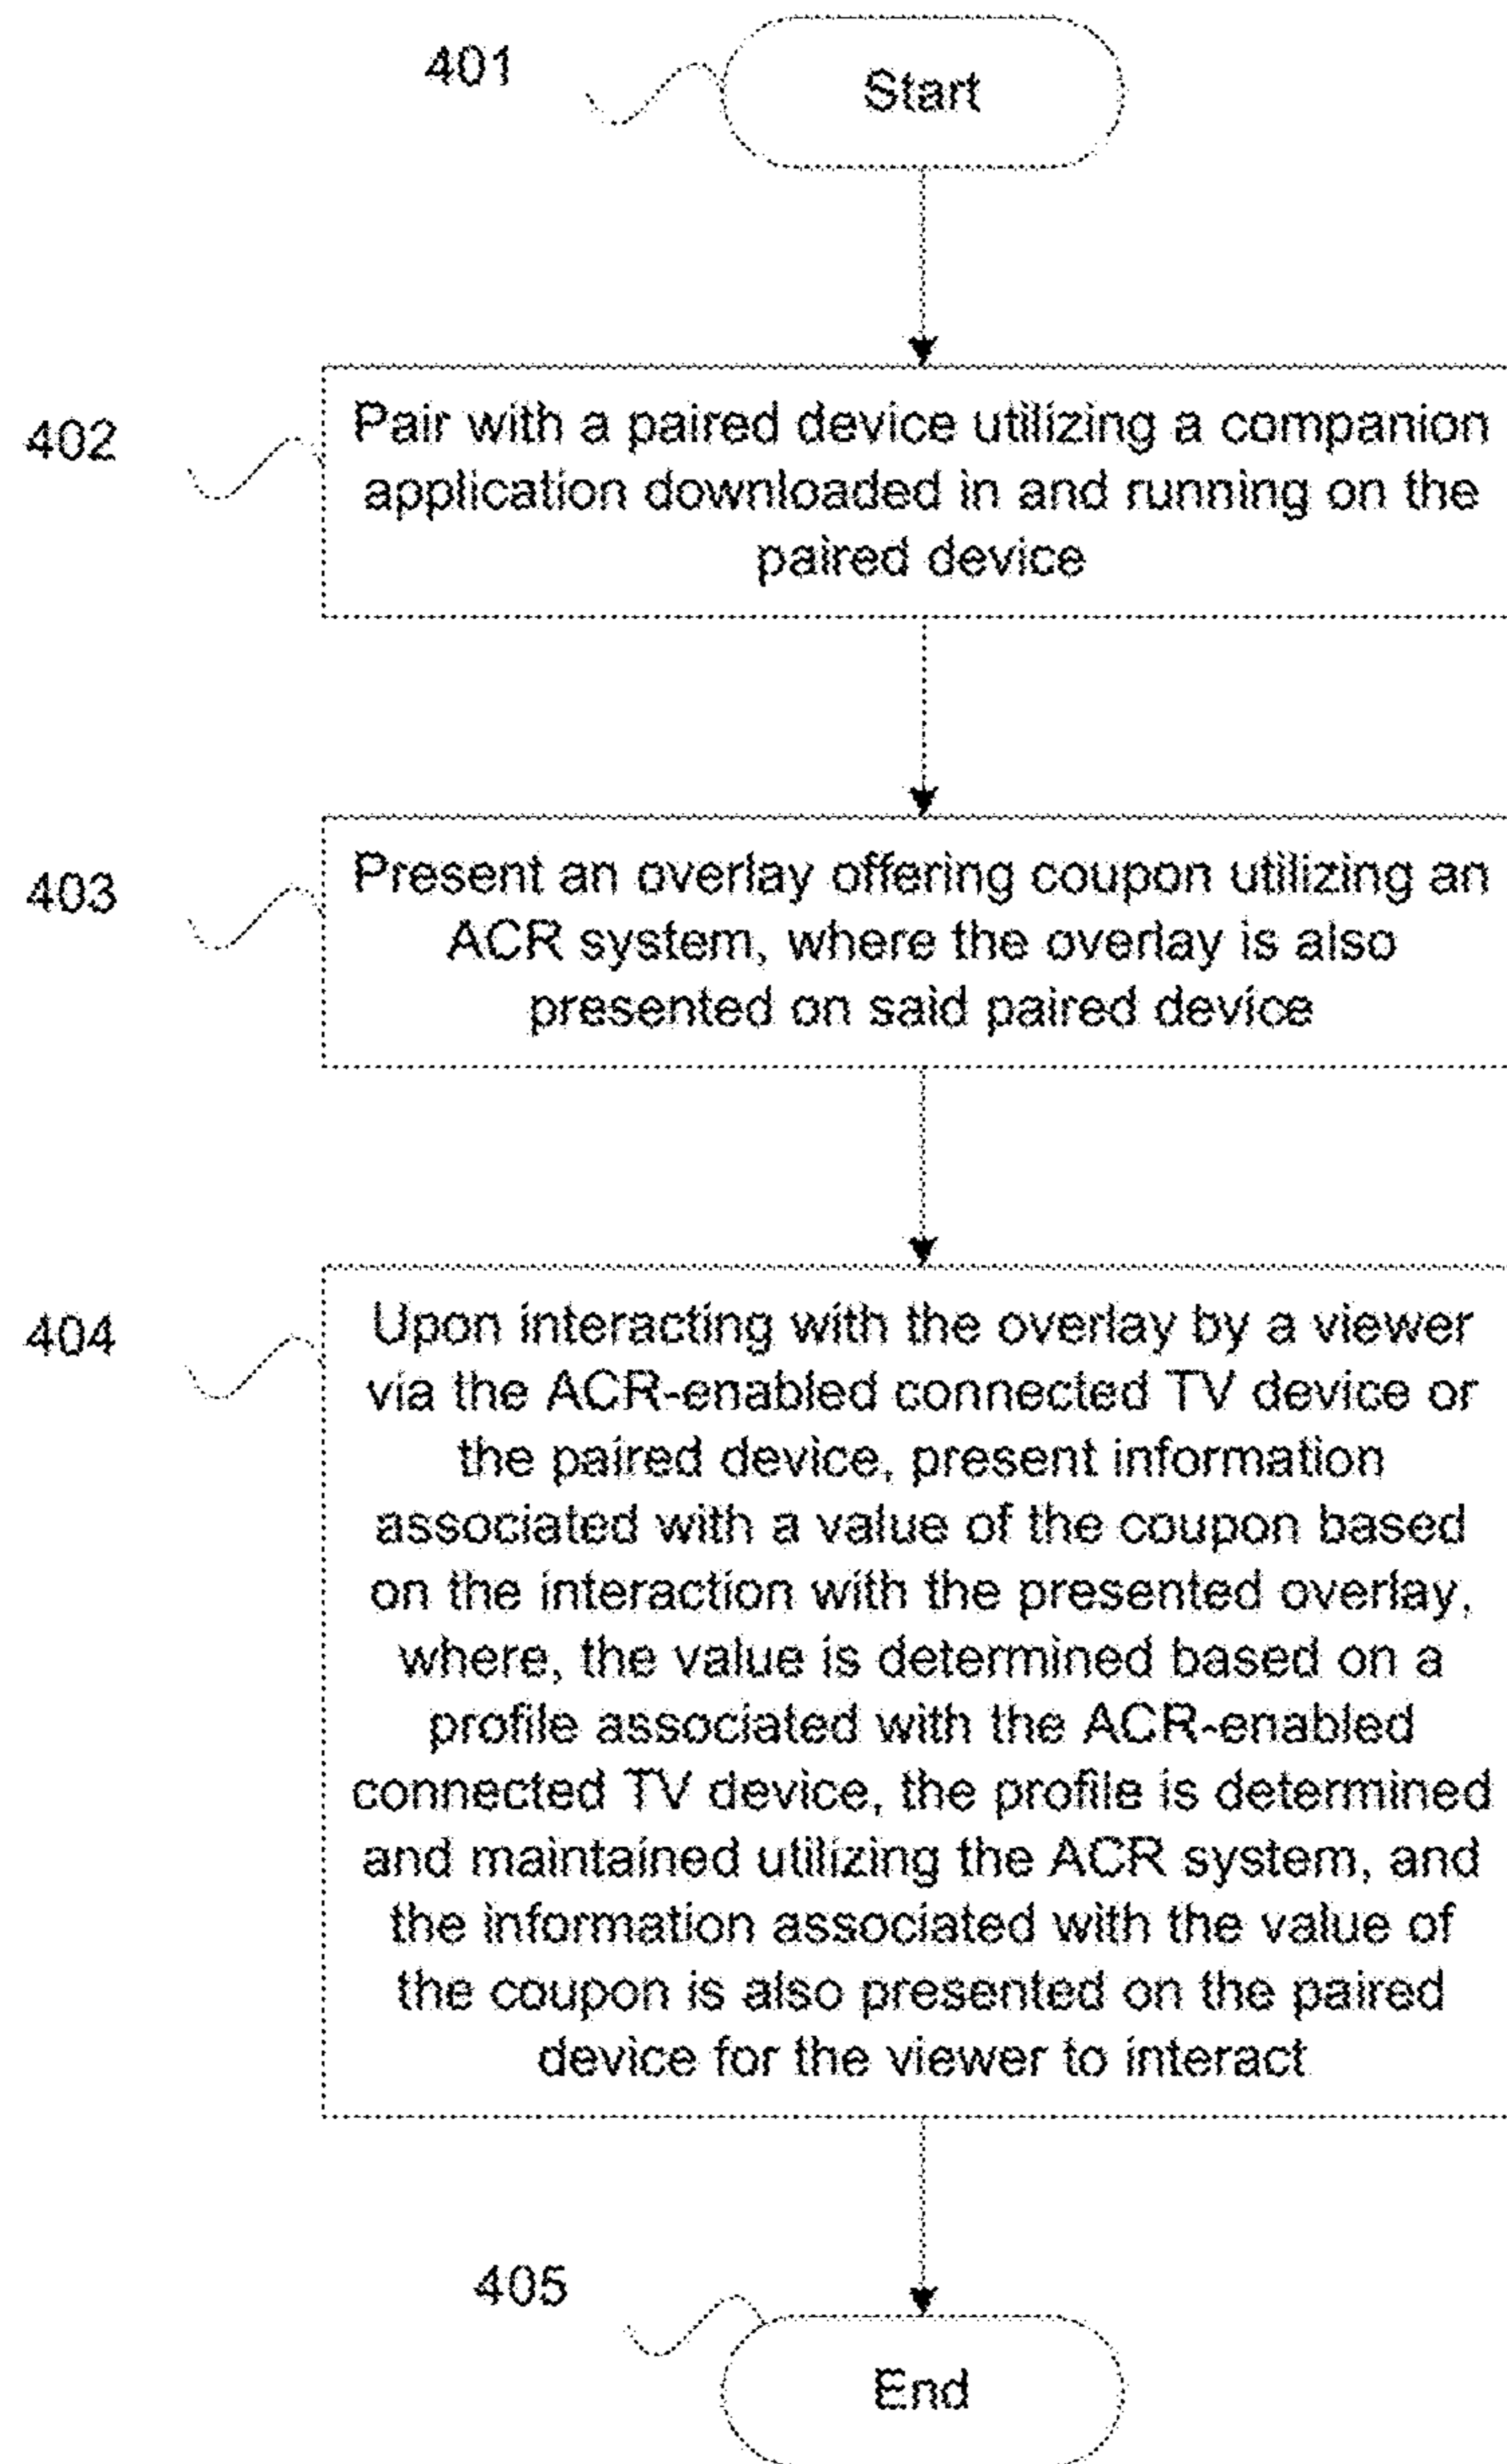 401
Start
402
Pair with a paired device utilizing a companion
application downloaded in and running on the
paired device
403
Present an overlay offering coupon utilizing an
ACR system, where the overlay is also
presented on said paired device
404
Upon interacting with the overlay by a viewer
via the ACR-enabled connected TV device or
the paired device, present information
associated with a value of the coupon based
on the interaction with the presented overlay,
where, the value is determined based on a
profile associated with the ACR-enabled
connected TV device, the profile is determined
and maintained utilizing the ACR system, and
the information associated with the value of
the coupon is also presented on the paired
device for the viewer to interact
405
End